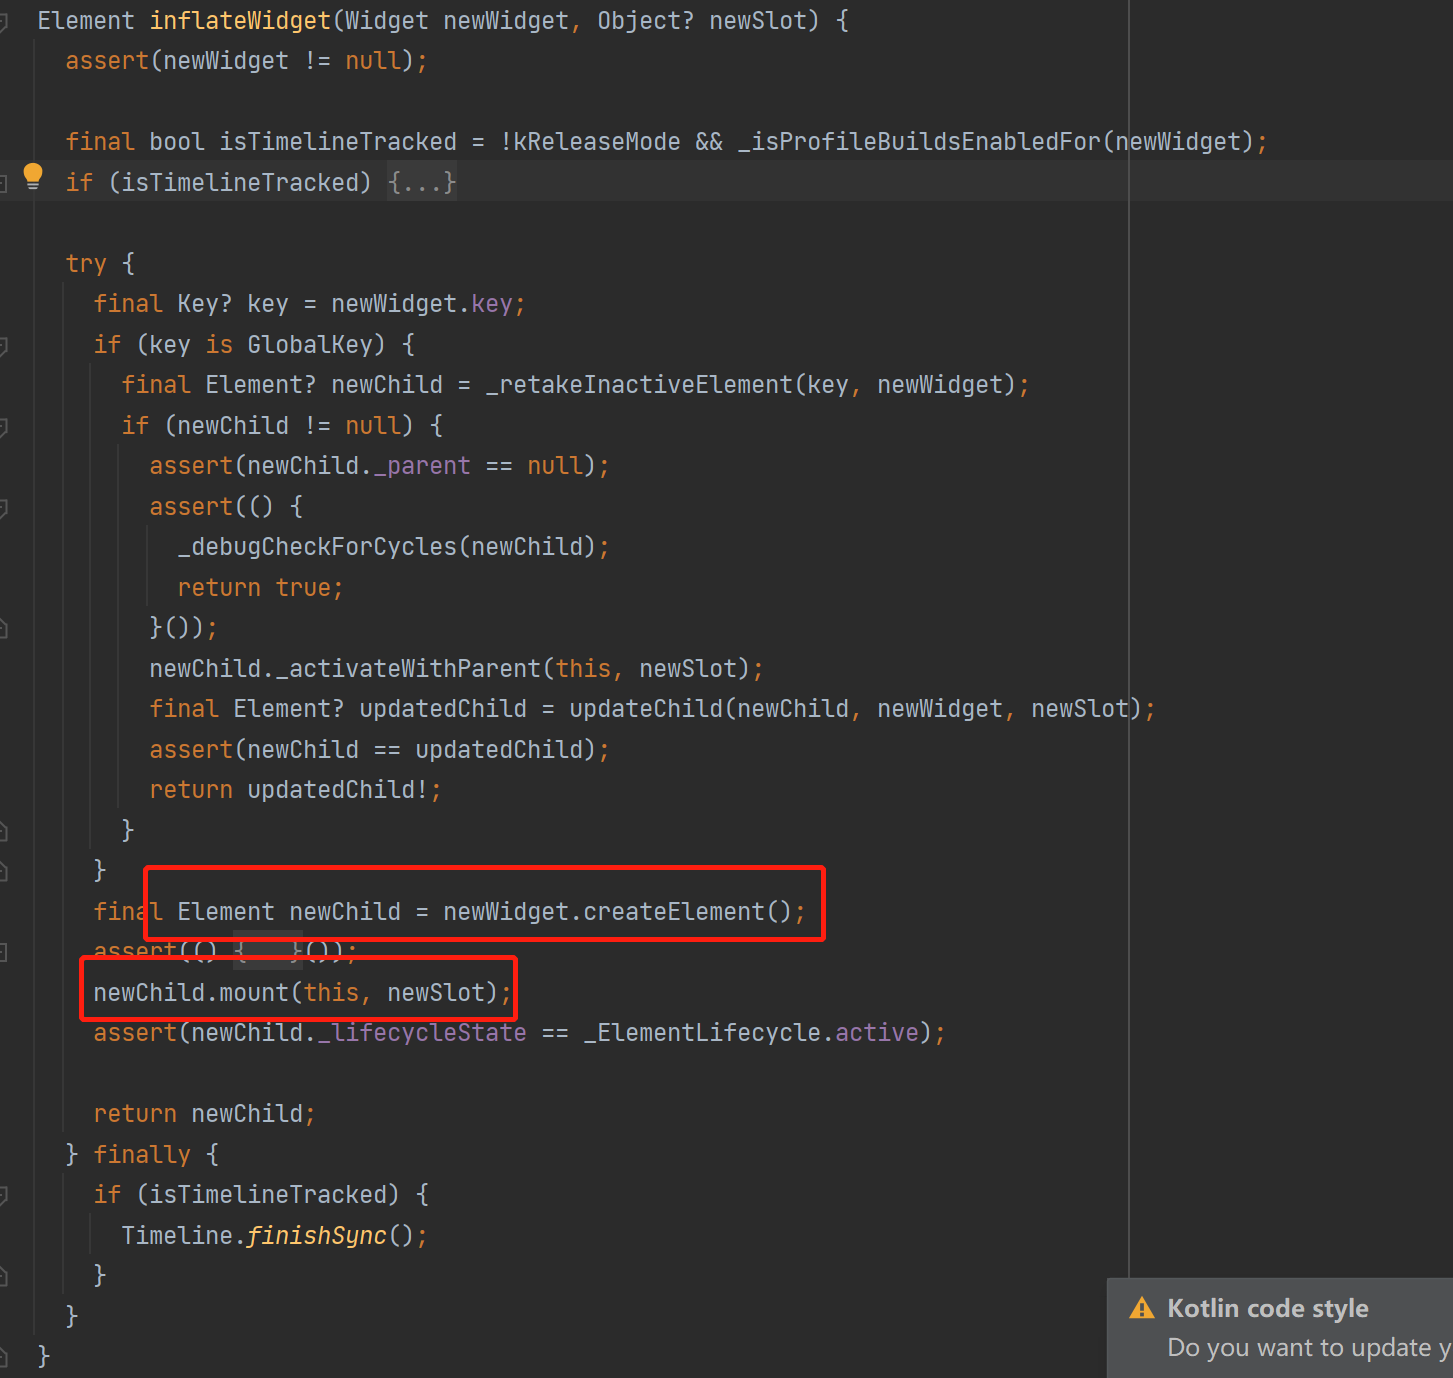 Element inflateWidget(Widget newWidget, Object? newSlot) {
assert(newWidget != null);
final bool isTimelineTracked = !kReleaseMode && _isProfileBuildsEnabledFor(newWidget);
if (isTimelineTracked) {...}
try {
final Key? key = newWidget.key;
if (key is GlobalKey) {
final Element? newChild = _retakeInactiveElement(key, newWidget);
if (newChild != null) {
assert(newChild._parent == null);
assert(() {
_debugCheckForCycles(newChild);
return true;
}());
newChild._activateWithParent(this, newSlot);
final Element? updatedChild = updateChild(newChild, newWidget, newSlot);
assert(newChild == updatedChild);
return updatedChild!;
}
}
final Element newChild = newWidget.createElement();
assert(() {...}());
newChild.mount(this, newSlot);
assert(newChild._lifecycleState == _ElementLifecycle.active);
return newChild;
} finally {
if (isTimelineTracked) {
Timeline.finishSync();
}
}
}
Kotlin code style
Do you want to update y